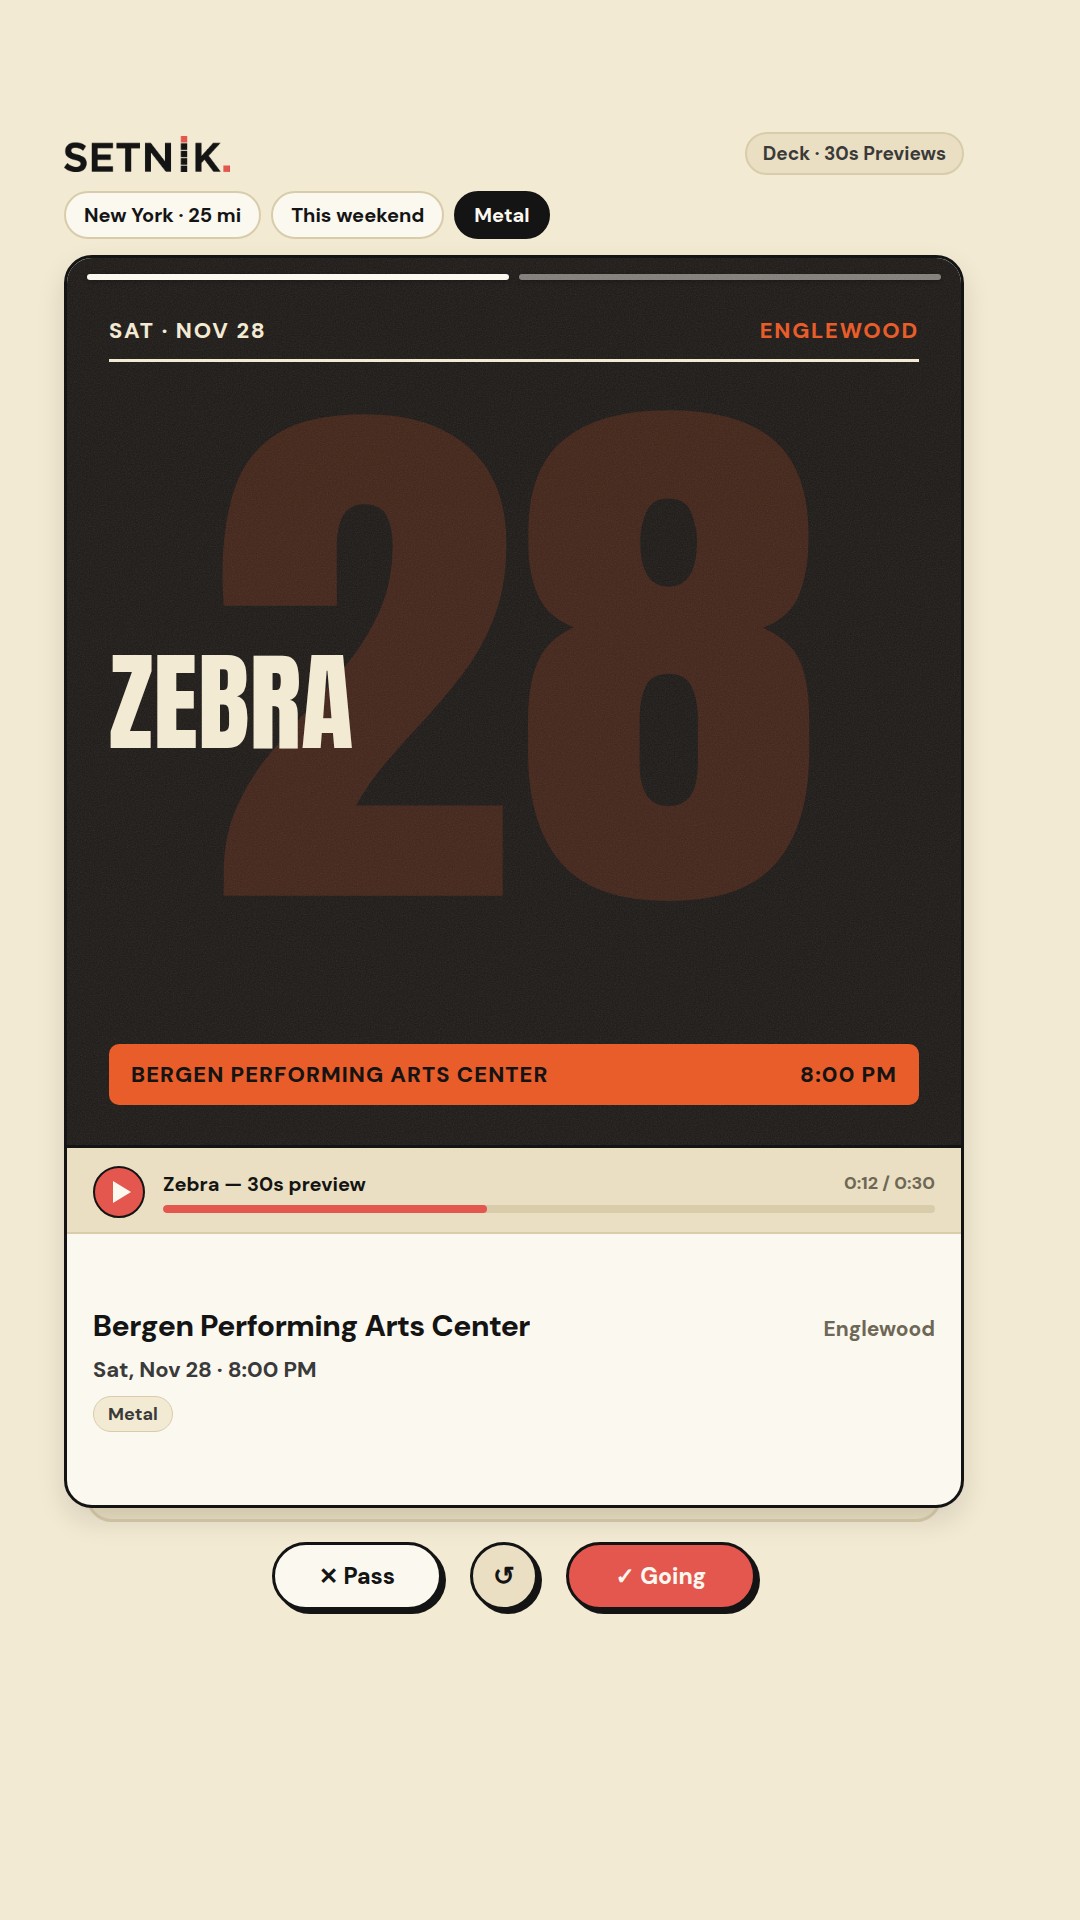 SETNIK.
Deck · 30s Previews
New York · 25 mi
This weekend
Metal
SAT · NOV 28
ENGLEWOOD
28
ZEBRA
BERGEN PERFORMING ARTS CENTER
8:00 PM
Zebra — 30s preview
0:12 / 0:30
Bergen Performing Arts Center
Englewood
Sat, Nov 28 · 8:00 PM
Metal
✕ Pass
↺
✓ Going